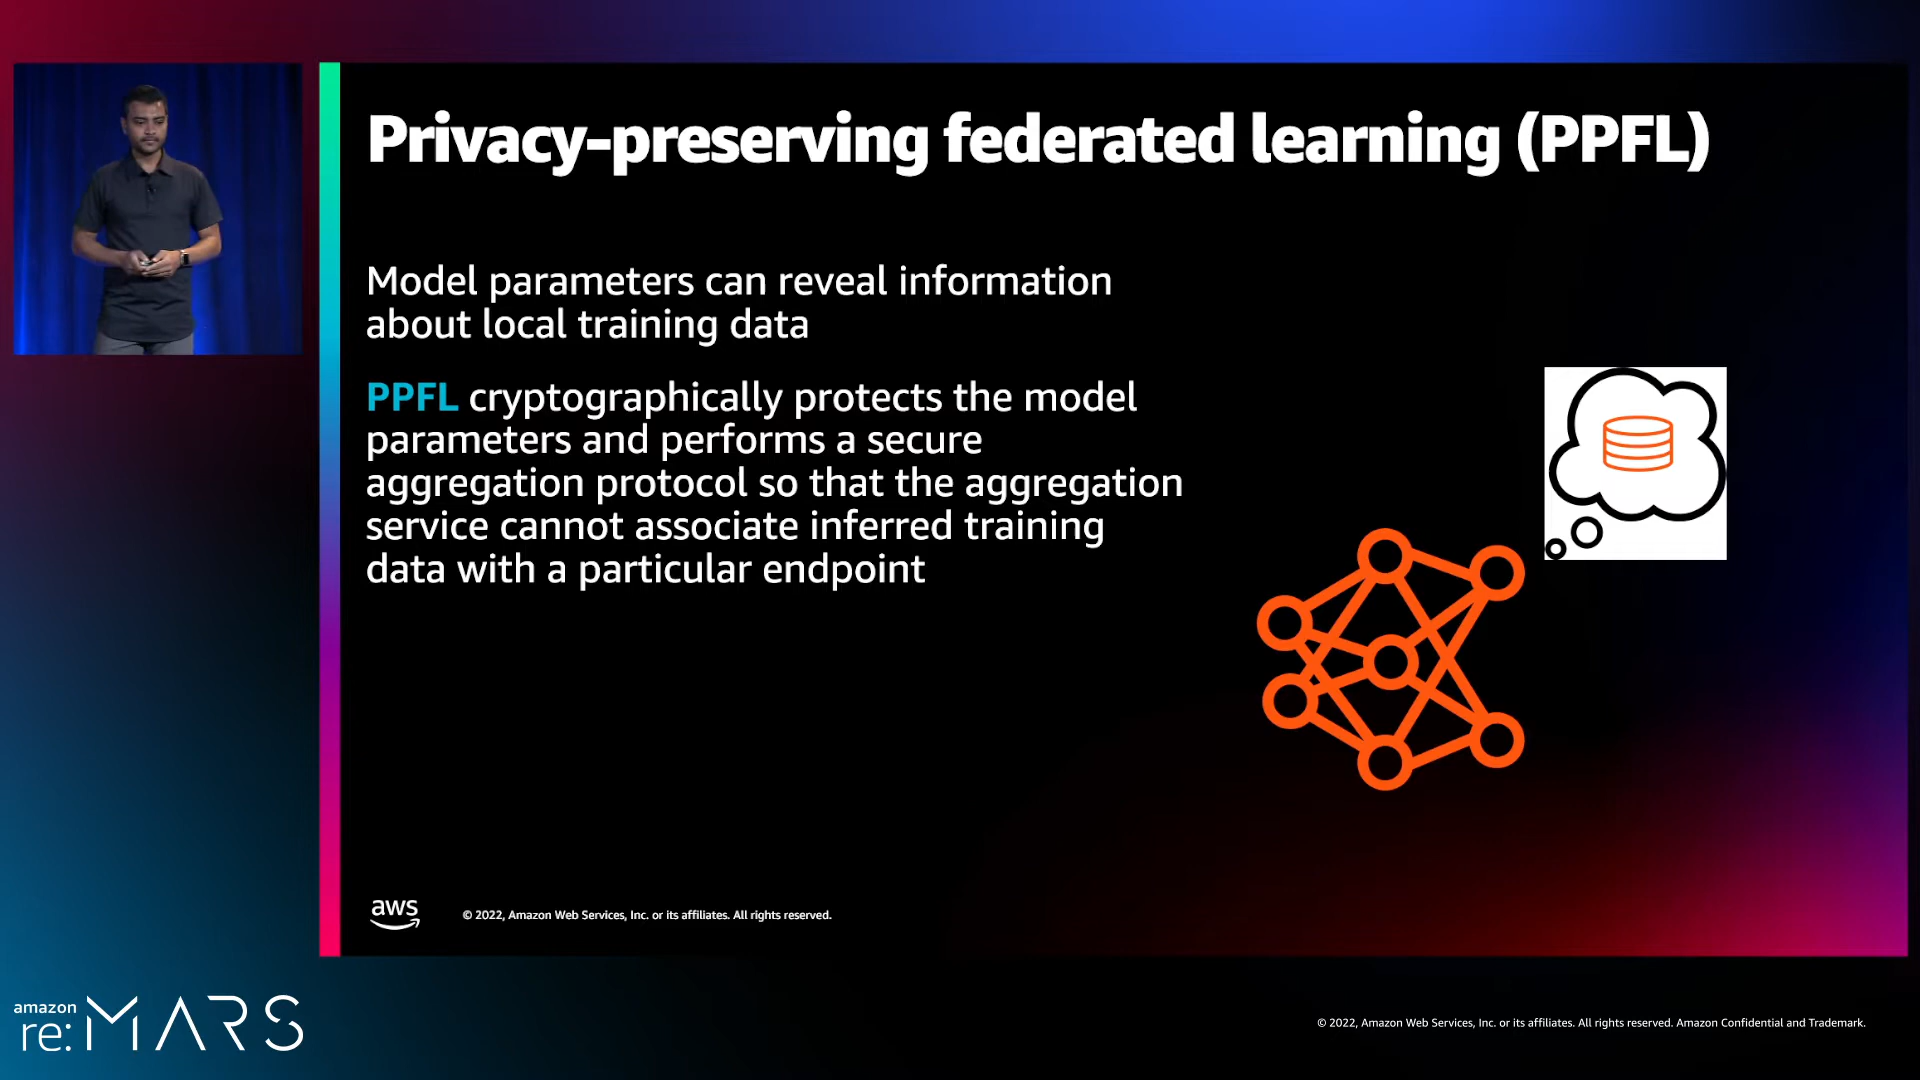 Privacy-preserving federated learning (PPFL)
Model parameters can reveal information
about local training data
PPFL cryptographically protects the model
parameters and performs a secure
aggregation protocol so that the aggregation
service cannot associate inferred training
data with a particular endpoint
aws
© 2022, Amazon Web Services, Inc. or its affiliates. All rights reserved.
amazon
re:MARS
© 2022, Amazon Web Services, Inc. or its affiliates. All rights reserved. Amazon Confidential and Trademark.